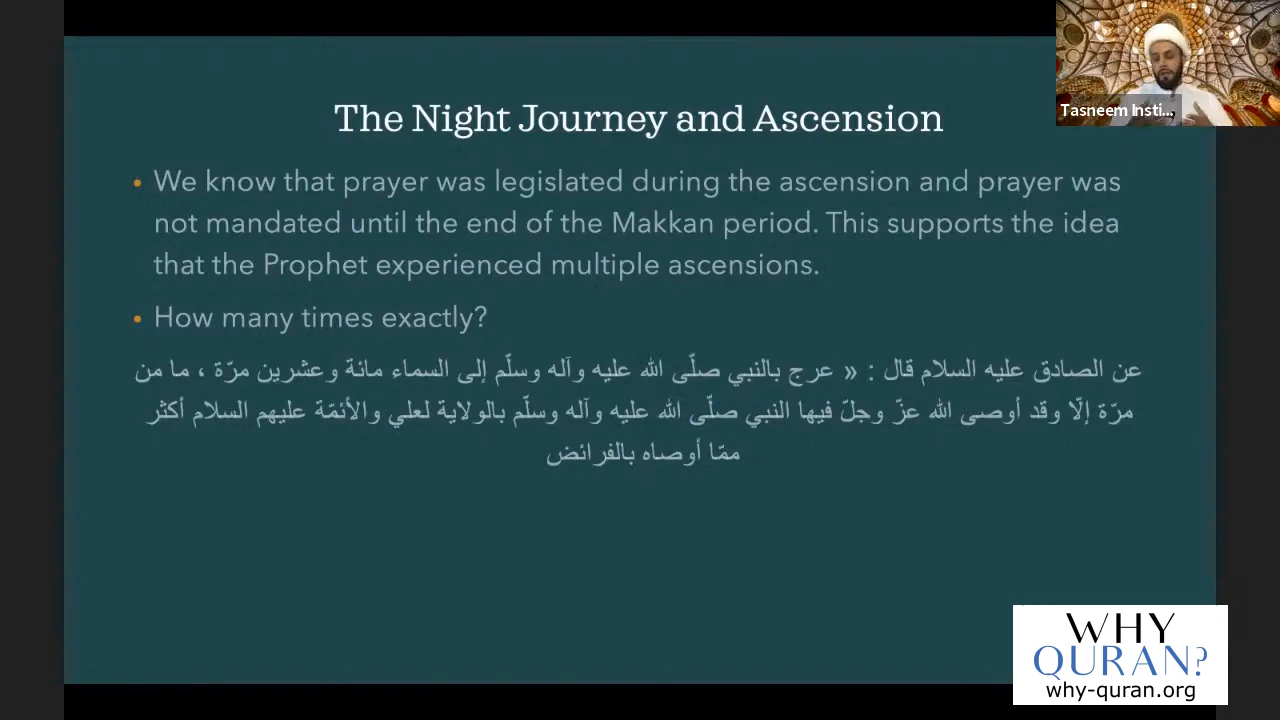 Tasneem Insti...
The Night Journey and Ascension
• We know that prayer was legislated during the ascension and prayer was
not mandated until the end of the Makkan period. This supports the idea
that the Prophet experienced multiple ascensions.
• How many times exactly?
عن الصادق عليه السلام قال : « عرج بالنبي صلّى الله عليه وآله وسلّم إلى السماء مائة وعشرين مرّة ، ما من
مرّة إلّا وقد أوصى الله عزّ وجلّ فيها النبي صلّى الله عليه وآله وسلّم بالولاية لعلي والأئمّة عليهم السلام أكثر
ممّا أوصاه بالفرائض
WHY
QURAN?
why-quran.org